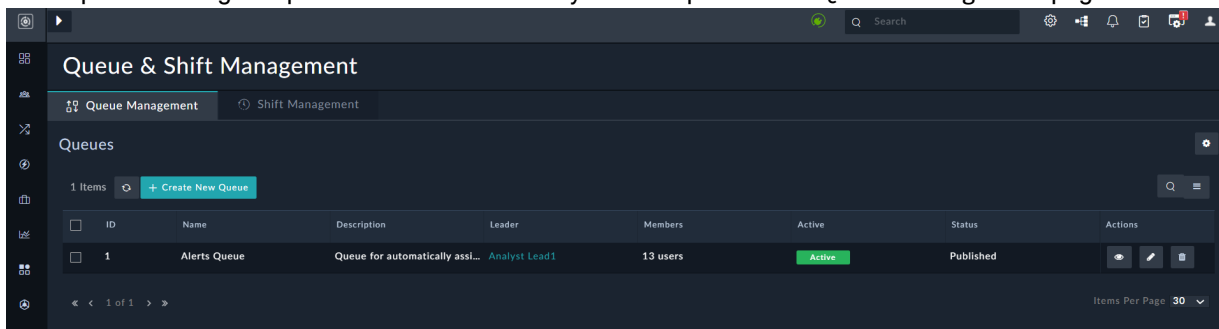 Search
Queue & Shift Management
Queue Management Shift Management
Queues
1 Items + Create New Queue
ID Name Description Leader Members Active Status Actions
1 Alerts Queue Queue for automatically assi... Analyst Lead1 13 users Active Published
« < 1 of 1 > » Items Per Page 30